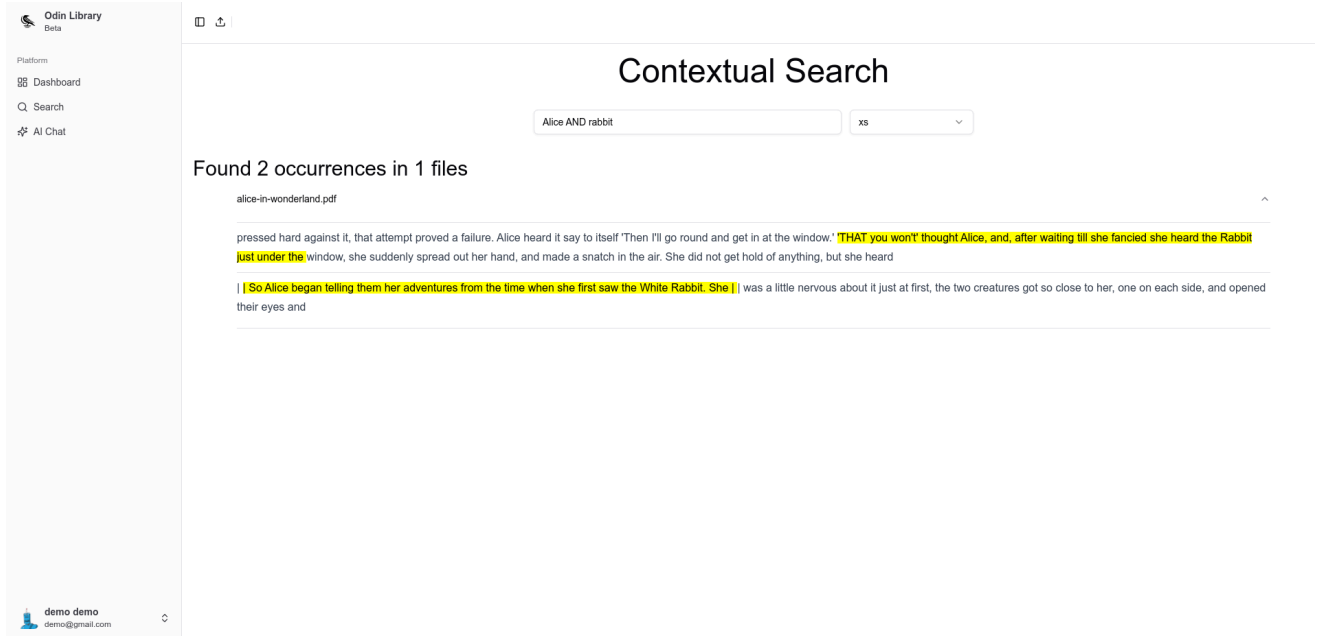 Odin Library
Beta
Platform
Dashboard
Search
AI Chat
Contextual Search
Alice AND rabbit
xs
Found 2 occurrences in 1 files
alice-in-wonderland.pdf
pressed hard against it, that attempt proved a failure. Alice heard it say to itself 'Then I'll go round and get in at the window.' 'THAT you won't' thought Alice, and, after waiting till she fancied she heard the Rabbit
just under the window, she suddenly spread out her hand, and made a snatch in the air. She did not get hold of anything, but she heard
| | So Alice began telling them her adventures from the time when she first saw the White Rabbit. She | | was a little nervous about it just at first, the two creatures got so close to her, one on each side, and opened
their eyes and
demo demo
demo@gmail.com